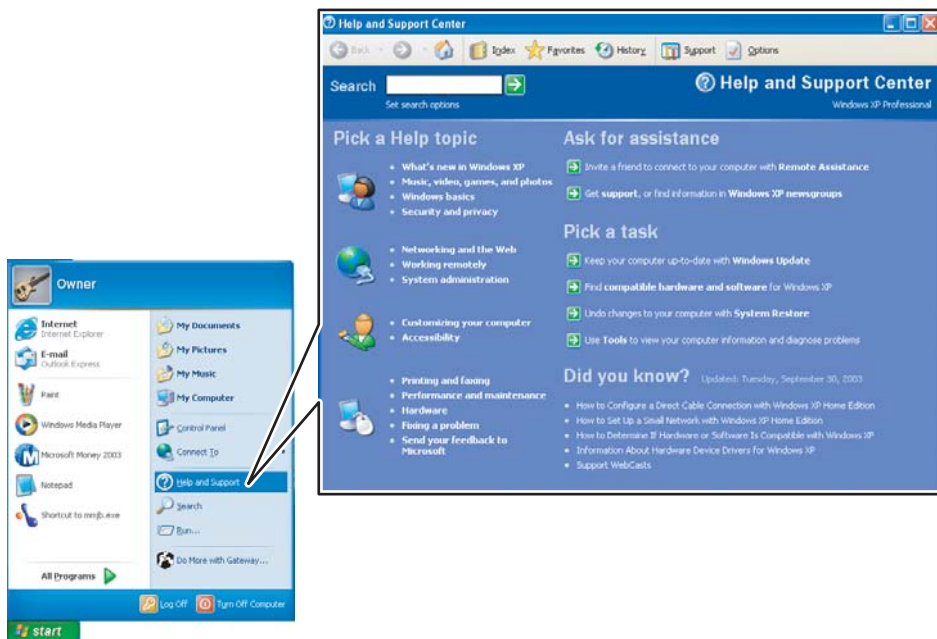 Help and Support Center
Back
Index
Favorites
History
Support
Options
Search
Set search options
Help and Support Center
Windows XP Professional
Pick a Help topic
What's new in Windows XP
Music, video, games, and photos
Windows basics
Security and privacy
Networking and the Web
Working remotely
System administration
Customizing your computer
Accessibility
Printing and faxing
Performance and maintenance
Hardware
Fixing a problem
Send your feedback to
Microsoft
Ask for assistance
Invite a friend to connect to your computer with Remote Assistance
Get support, or find information in Windows XP newsgroups
Pick a task
Keep your computer up-to-date with Windows Update
Find compatible hardware and software for Windows XP
Undo changes to your computer with System Restore
Use Tools to view your computer information and diagnose problems
Did you know? Updated: Tuesday, September 30, 2003
How to Configure a Direct Cable Connection with Windows XP Home Edition
How to Set Up a Small Network with Windows XP Home Edition
How to Determine If Hardware or Software Is Compatible with Windows XP
Information About Hardware Device Drivers for Windows XP
Support WebCasts
Owner
Internet
Internet Explorer
E-mail
Outlook Express
Paint
Windows Media Player
Microsoft Money 2003
Notepad
Shortcut to mmjb.exe
All Programs
My Documents
My Pictures
My Music
My Computer
Control Panel
Connect To
Help and Support
Search
Run...
Do More with Gateway...
Log Off
Turn Off Computer
start